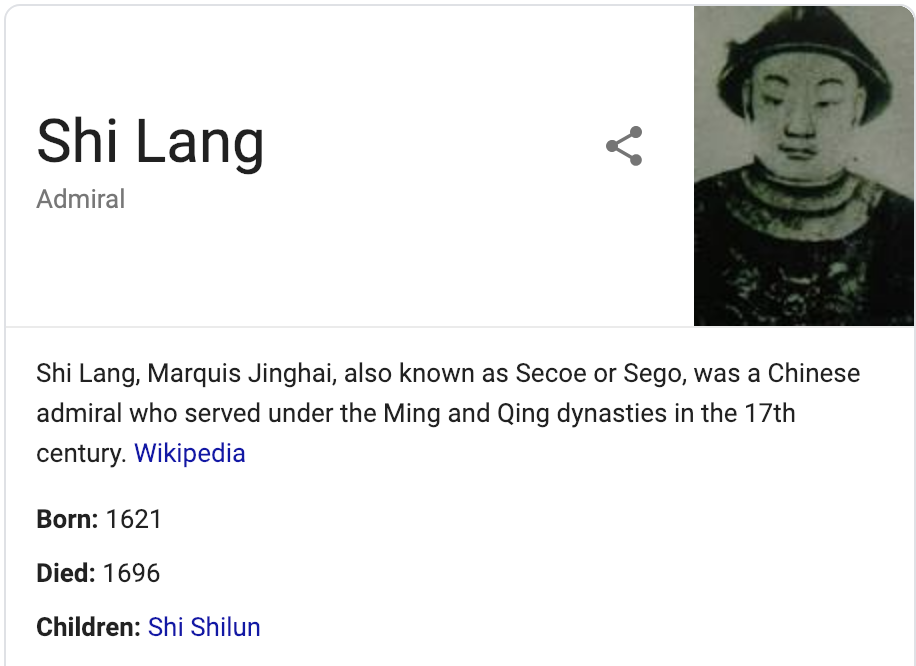 Shi Lang
Admiral
Shi Lang, Marquis Jinghai, also known as Secoe or Sego, was a Chinese
admiral who served under the Ming and Qing dynasties in the 17th
century. Wikipedia
Born: 1621
Died: 1696
Children: Shi Shilun